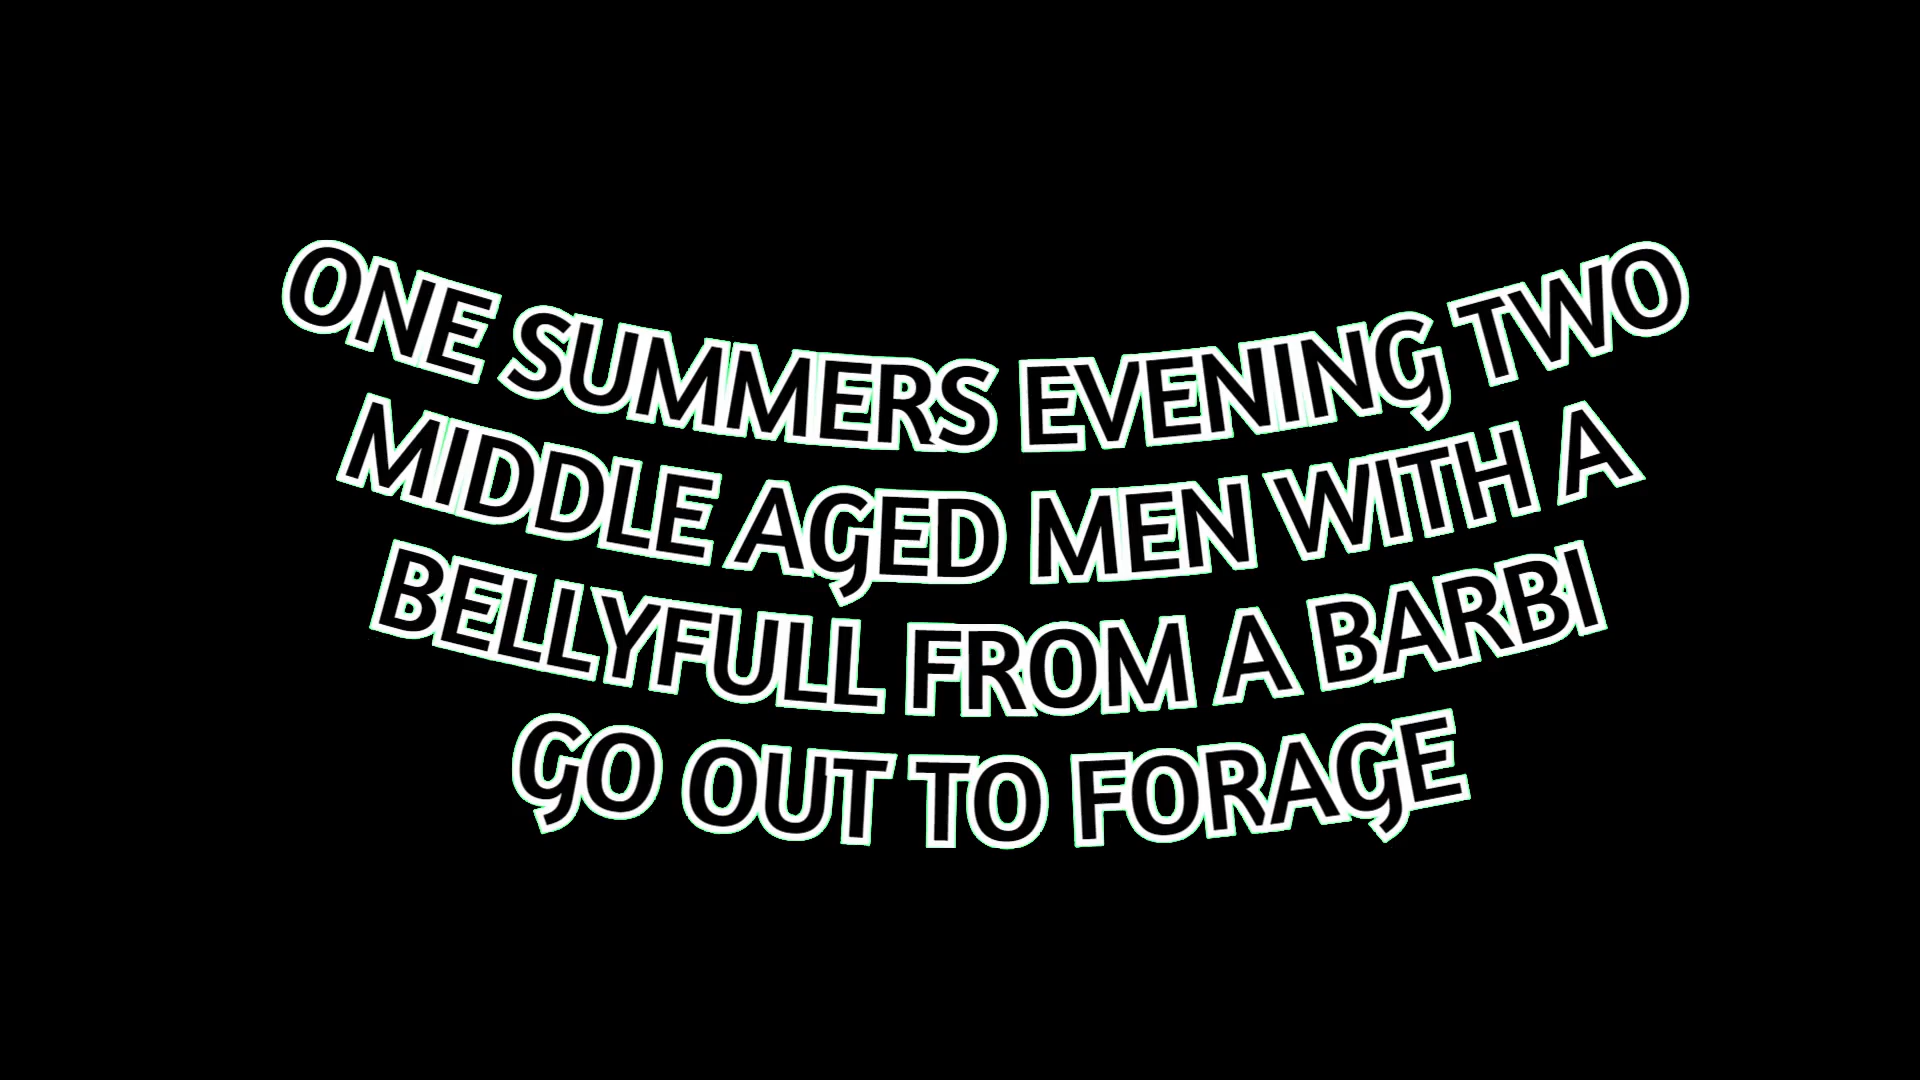 ONE SUMMERS EVENING TWO
MIDDLE AGED MEN WITH A
BELLYFULL FROM A BARBI
GO OUT TO FORAGE